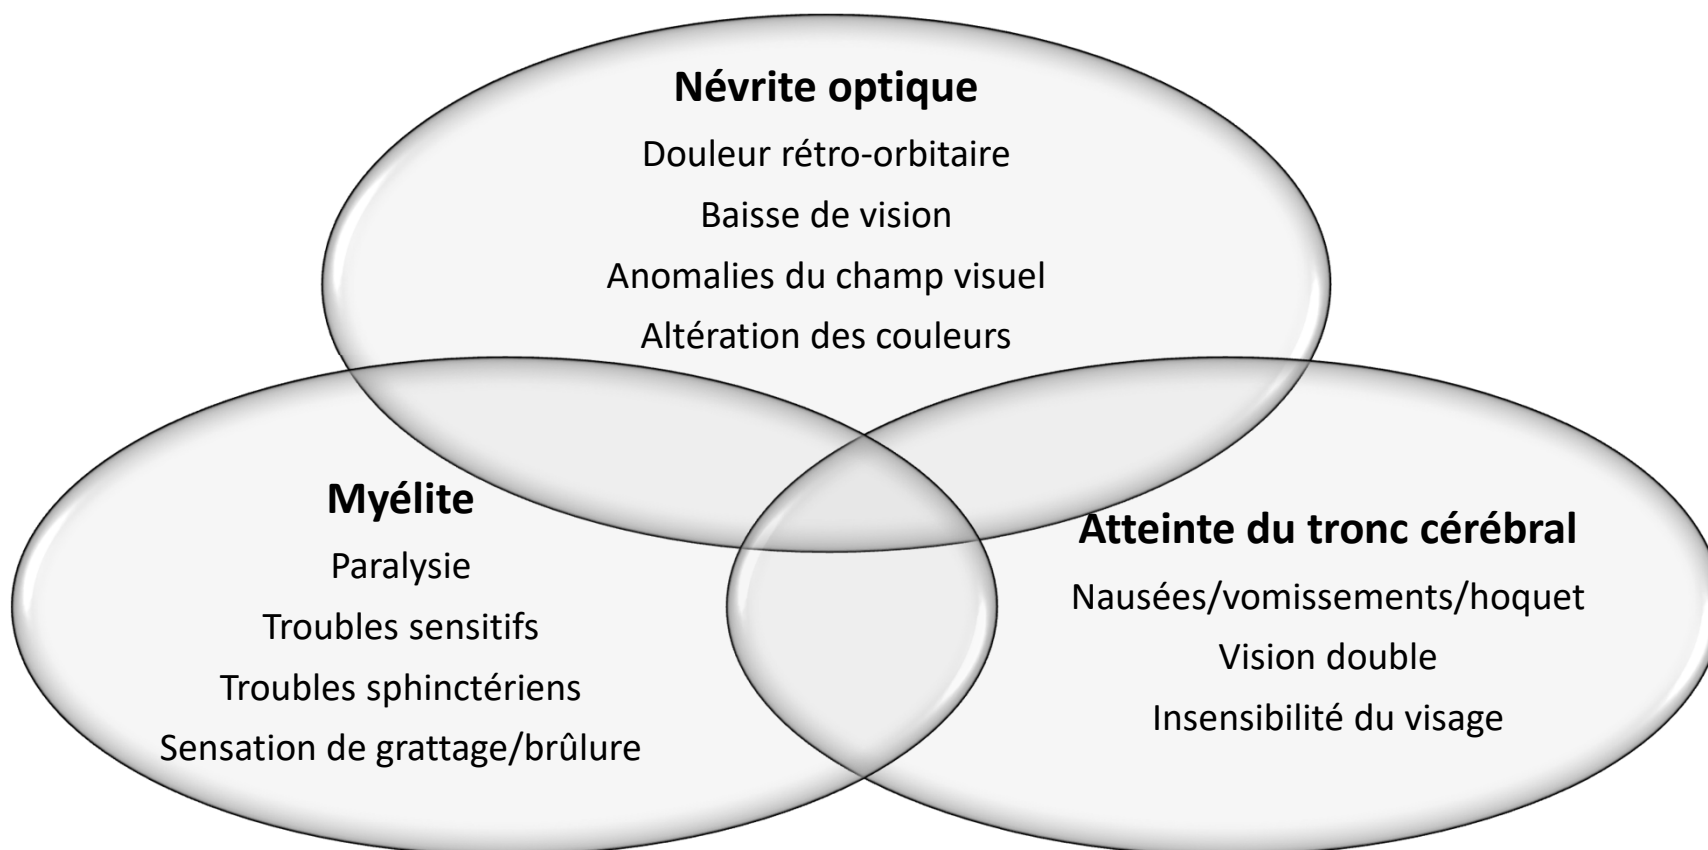 Névrite optique
Douleur rétro-orbitaire
Baisse de vision
Anomalies du champ visuel
Altération des couleurs
Myélite
Paralysie
Troubles sensitifs
Troubles sphinctériens
Sensation de grattage/brûlure
Atteinte du tronc cérébral
Nausées/vomissements/hoquet
Vision double
Insensibilité du visage